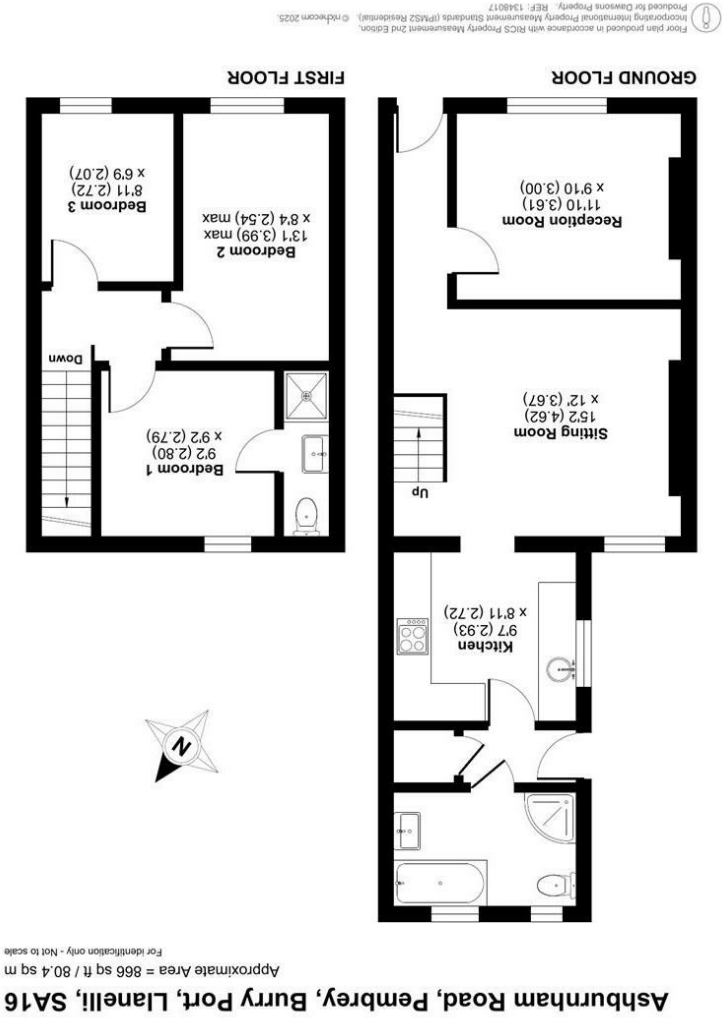 Ashburnham Road, Pembrey, Burry Port, Llanelli, SA16
Approximate Area = 866 sq ft / 80.4 sq m
For identification only - Not to scale
N
Kitchen
9'7 (2.93)
x 8'11 (2.72)
Up
Sitting Room
15'2 (4.62)
x 12' (3.67)
Reception Room
11'10 (3.61)
x 9'10 (3.00)
GROUND FLOOR
Bedroom 1
9'2 (2.80)
x 9'2 (2.79)
Down
Bedroom 2
13'1 (3.99) max
x 8'4 (2.54) max
Bedroom 3
8'11 (2.72)
x 6'9 (2.07)
FIRST FLOOR
Floor plan produced in accordance with RICS Property Measurement 2nd Edition,
Incorporating International Property Measurement Standards (IPMS2 Residential). © nichecom 2025.
Produced for Dawsons Property. REF: 1348017